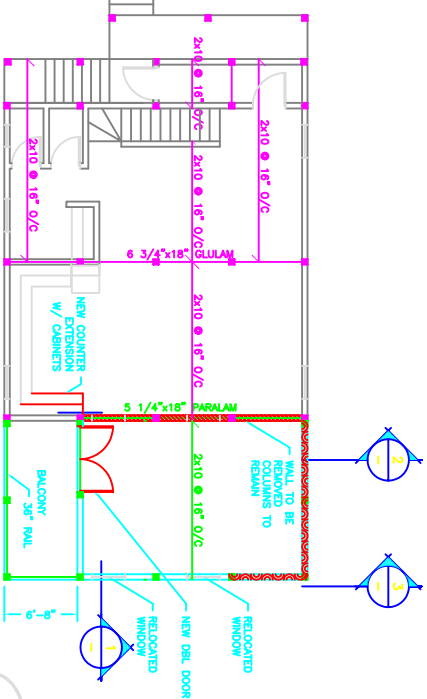 2x10 @ 16" O/C
2x10 @ 16" O/C
2x10 @ 16" O/C
2x10 @ 16" O/C
6 3/4"x18" GLULAM
2x10 @ 16" O/C
NEW COUNTER
EXTENSION
W/ CABINETS
5 1/4"x18" PARALAM
WALL TO BE
REMOVED
COLUMNS TO
REMAIN
2
-
2x10 @ 16" O/C
BALCONY
36" RAIL
3
-
6'-8"
1
-
RELOCATED
WINDOW
NEW DBL DOOR
RELOCATED
WINDOW